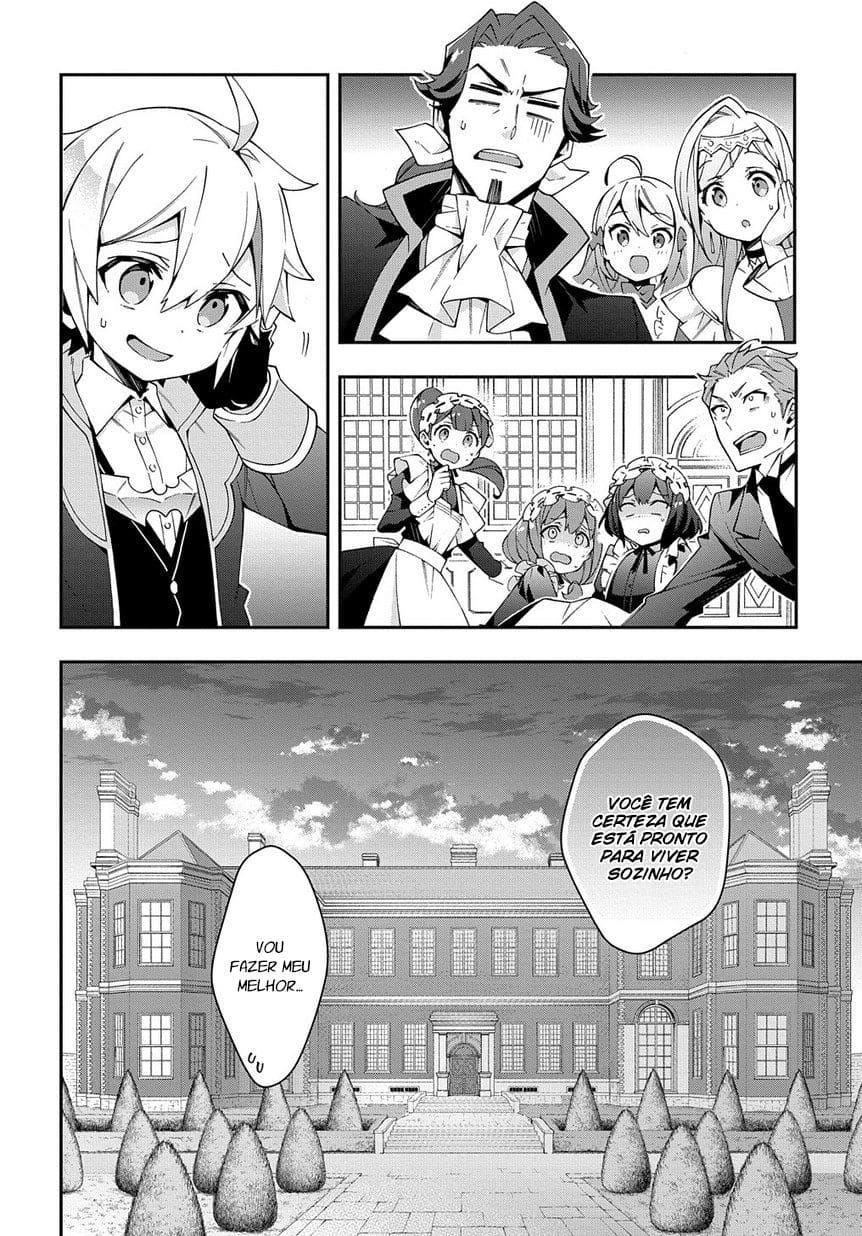 VOCÊ TEM
CERTEZA QUE
ESTÁ PRONTO
PARA VIVER
SOZINHO?
VOU
FAZER MEU
MELHOR...